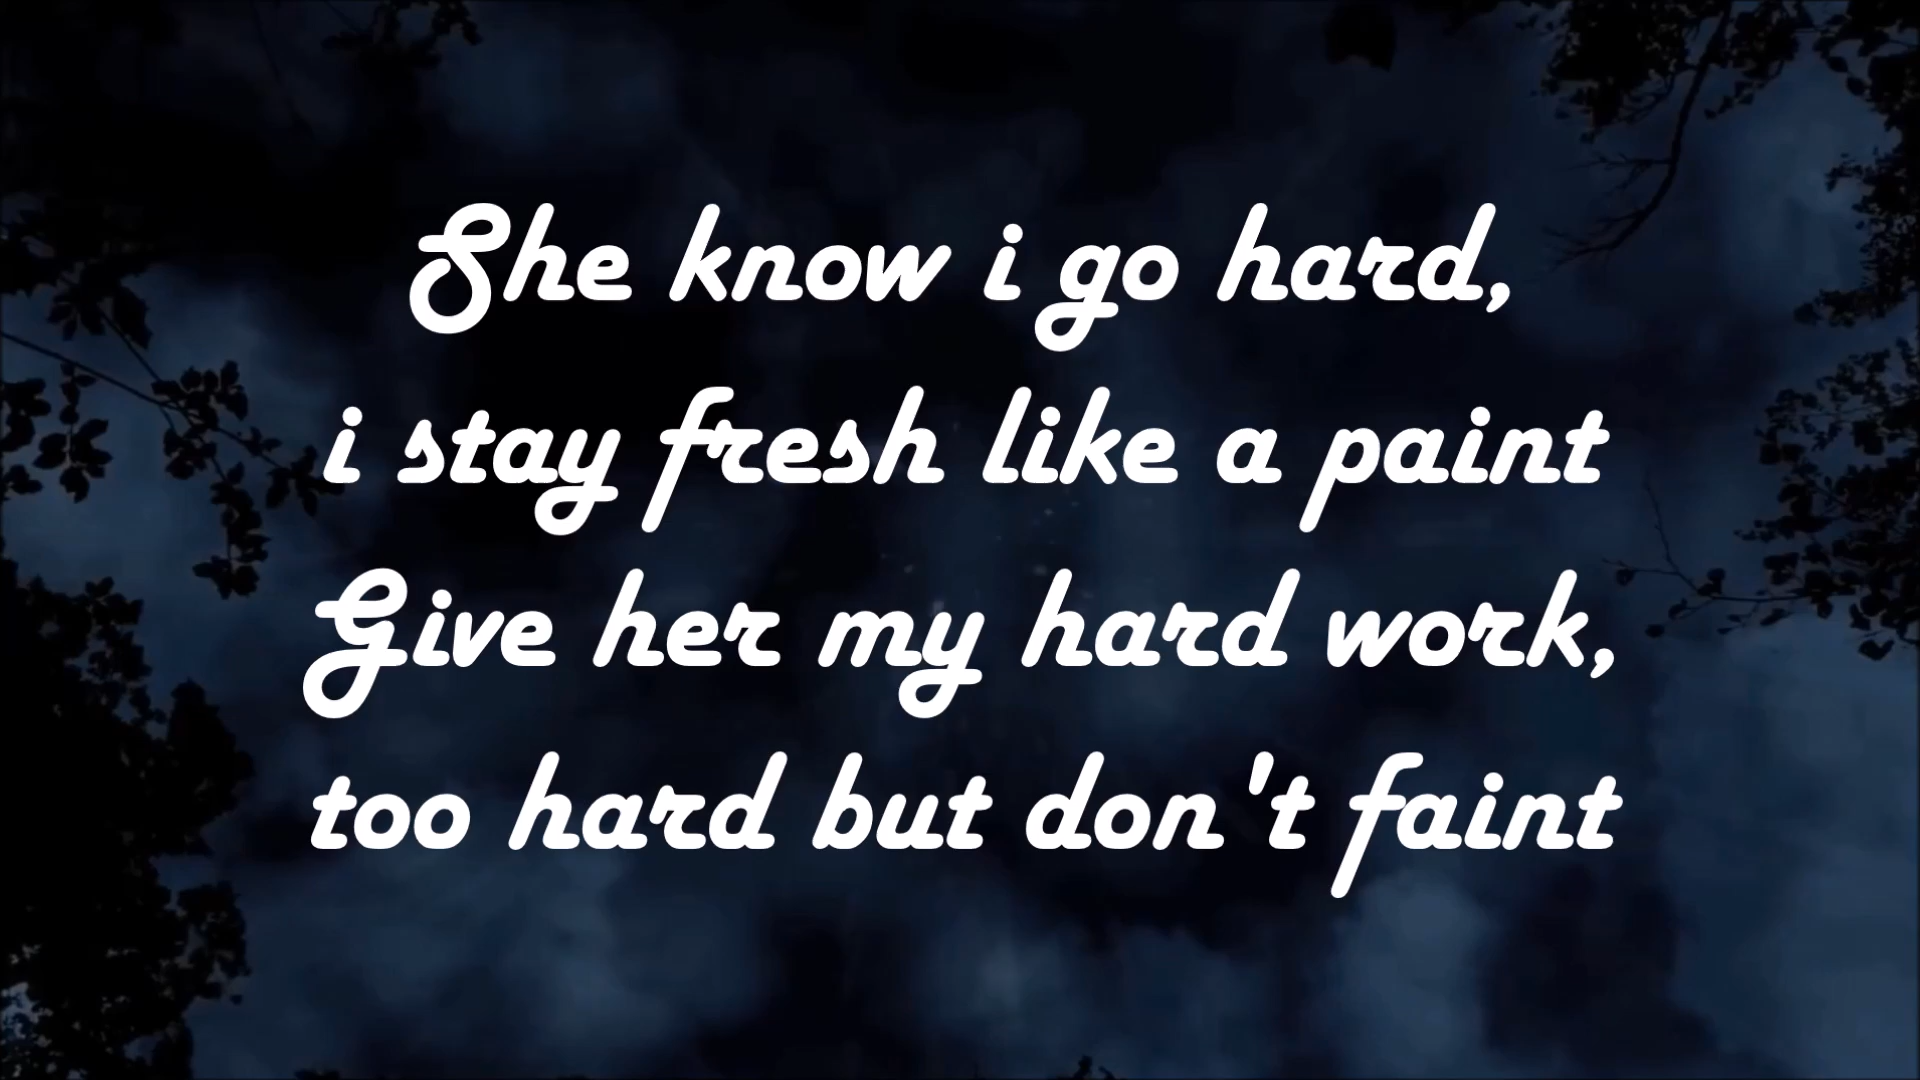 She know i go hard,
i stay fresh like a paint
Give her my hard work,
too hard but don't faint